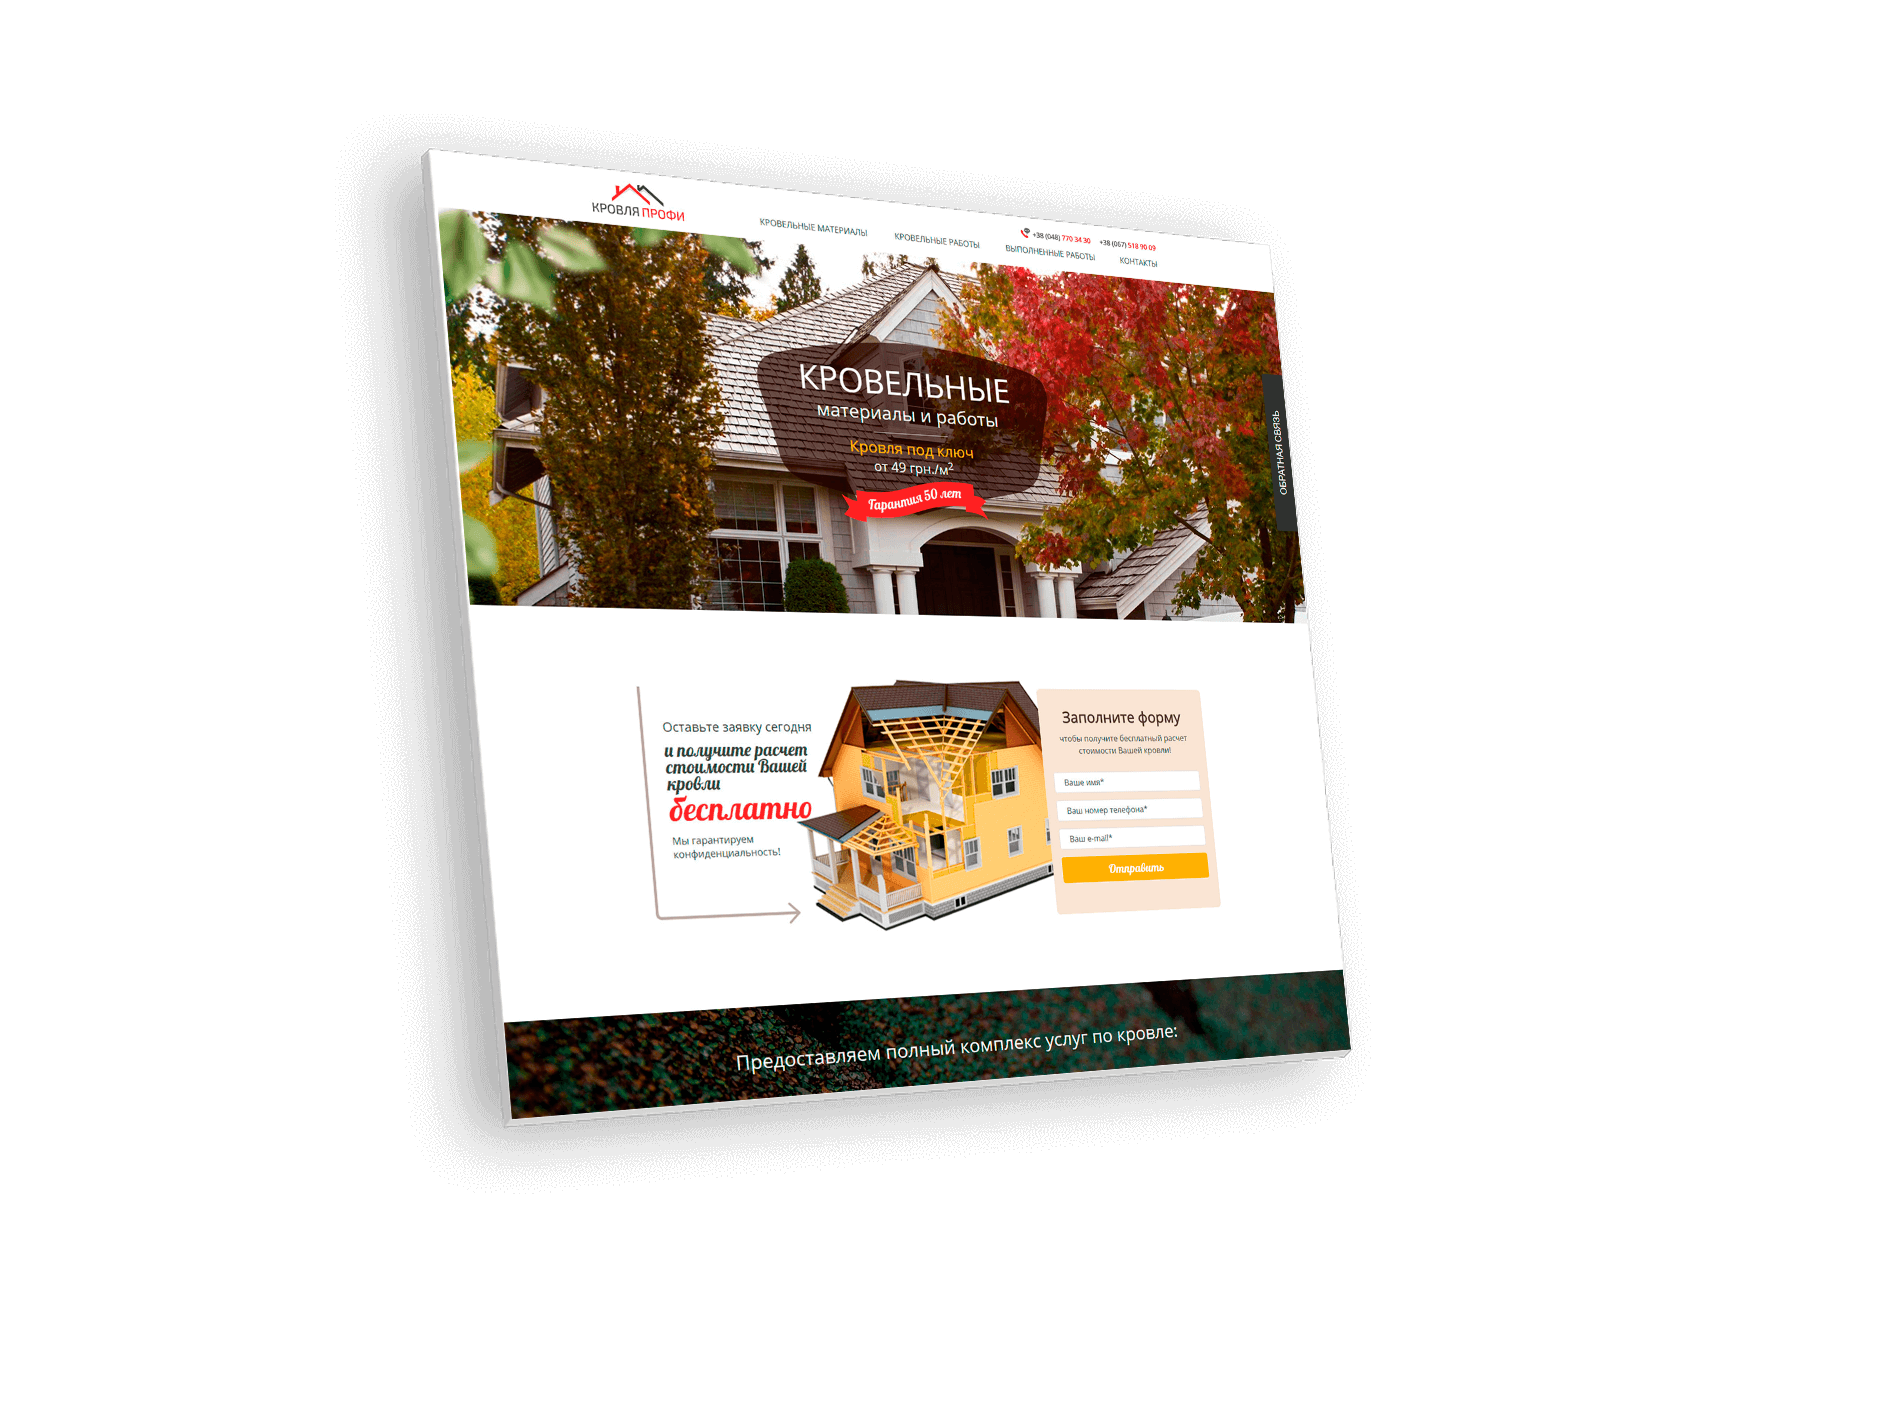 КРОВЛЯ ПРОФИ
+38 (048) 770 34 30 +38 (067) 518 90 09
КРОВЕЛЬНЫЕ МАТЕРИАЛЫ КРОВЕЛЬНЫЕ РАБОТЫ ВЫПОЛНЕННЫЕ РАБОТЫ КОНТАКТЫ
КРОВЕЛЬНЫЕ
материалы и работы
Кровля под ключ
от 49 грн./м²
Гарантия 50 лет
ОБРАТНАЯ СВЯЗЬ
Оставьте заявку сегодня
и получите расчет
стоимости Вашей
кровли
бесплатно
Мы гарантируем
конфиденциальность!
Заполните форму
чтобы получите бесплатный расчет
стоимости Вашей кровли!
Ваше имя*
Ваш номер телефона*
Ваш e-mail*
Отправить
Предоставляем полный комплекс услуг по кровле: